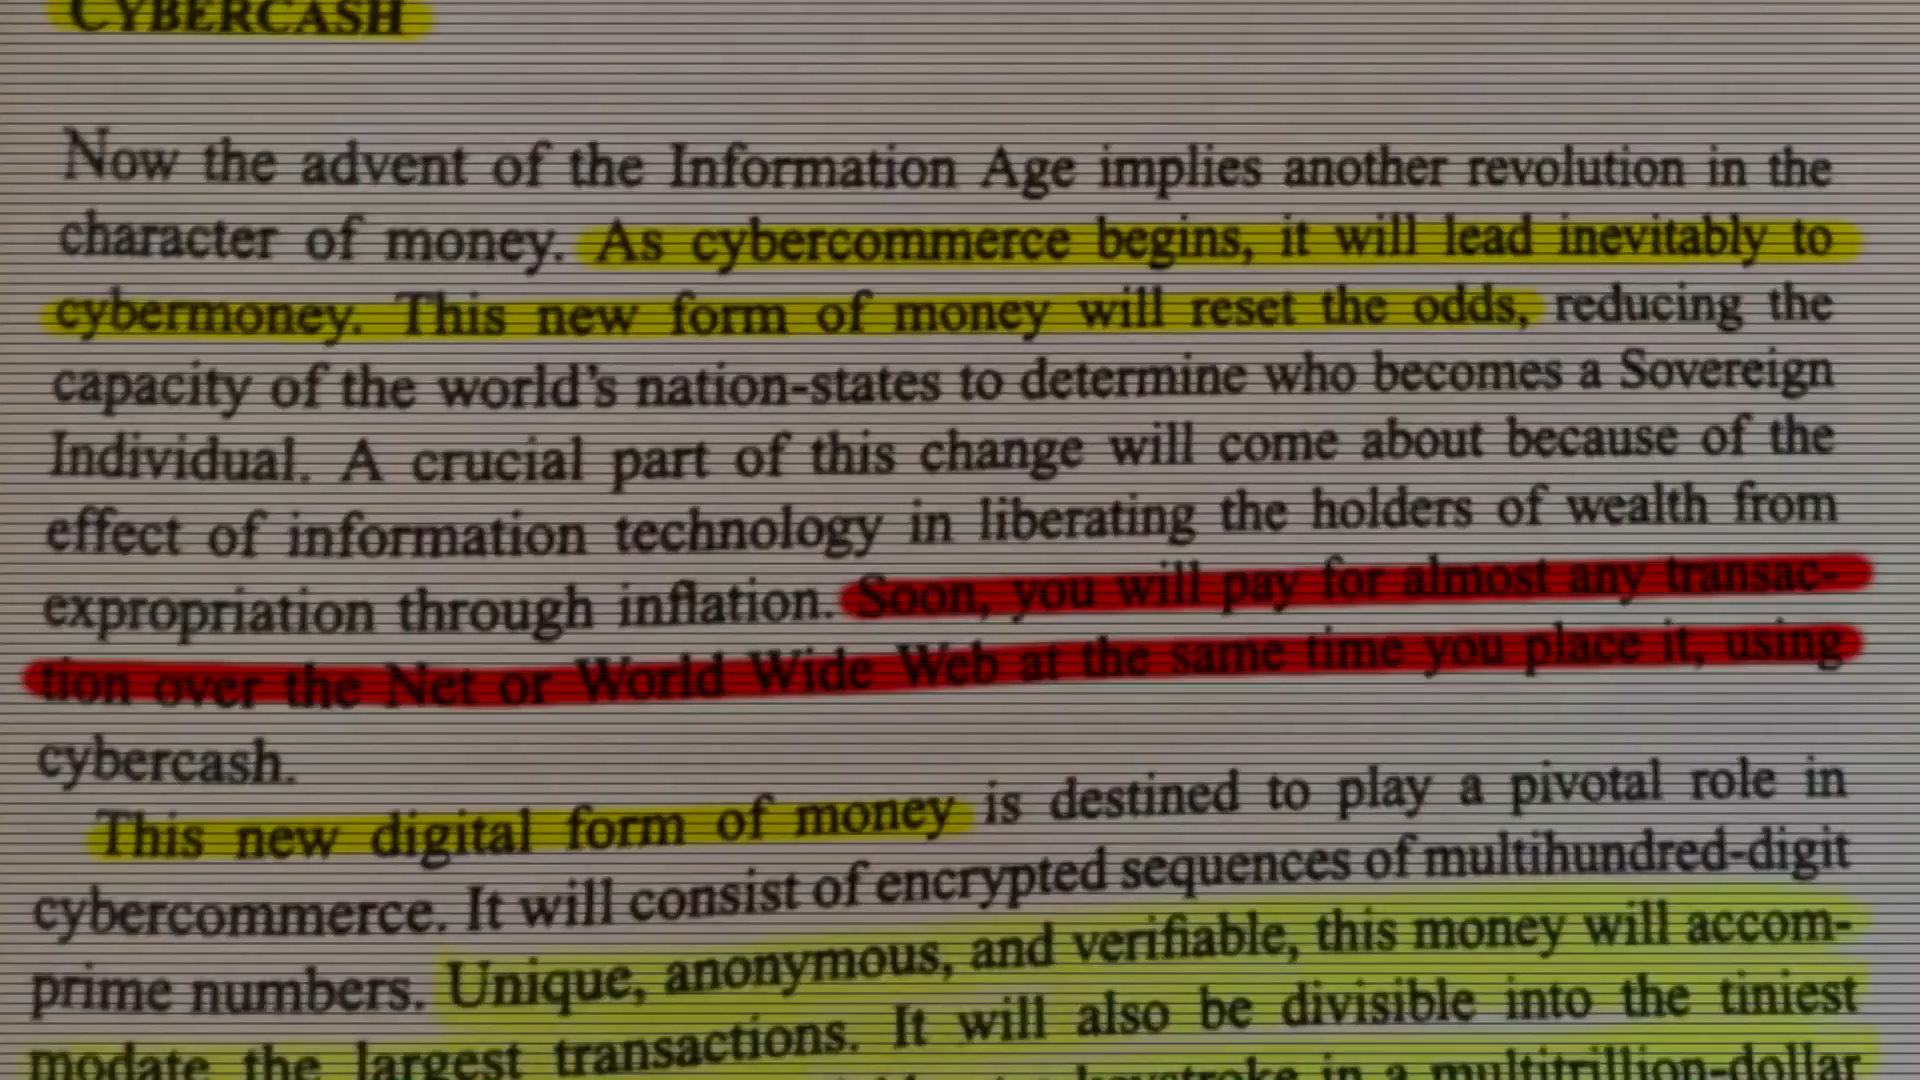 CYBERCASH
Now the advent of the Information Age implies another revolution in the
character of money. As cybercommerce begins, it will lead inevitably to
cybermoney. This new form of money will reset the odds, reducing the
capacity of the world's nation-states to determine who becomes a Sovereign
Individual. A crucial part of this change will come about because of the
effect of information technology in liberating the holders of wealth from
expropriation through inflation. Soon, you will pay for almost any transac-
tion over the Net or World Wide Web at the same time you place it, using
cybercash.
This new digital form of money is destined to play a pivotal role in
cybercommerce. It will consist of encrypted sequences of multihundred-digit
prime numbers. Unique, anonymous, and verifiable, this money will accom-
modate the largest transactions. It will also be divisible into the tiniest
keystroke in a multitrillion-dollar